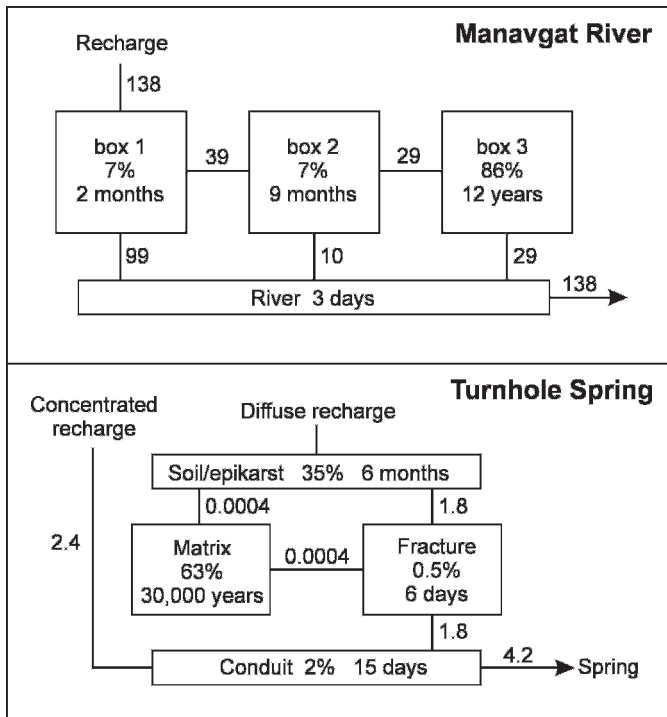 Manavgat River
Recharge
138
box 1
7%
2 months
39
box 2
7%
9 months
29
box 3
86%
12 years
99
10
29
River 3 days
138
Turnhole Spring
Concentrated
recharge
Diffuse recharge
Soil/epikarst 35% 6 months
0.0004
1.8
2.4
Matrix
63%
30,000 years
0.0004
Fracture
0.5%
6 days
1.8
Conduit 2% 15 days
4.2
Spring